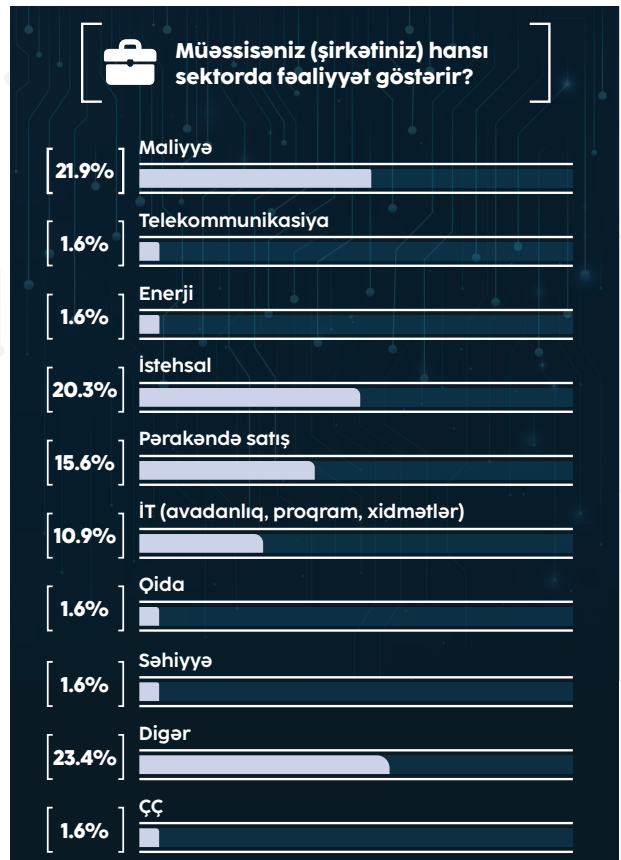 Müəssisəniz (şirkətiniz) hansı
sektorda fəaliyyət göstərir?
Maliyyə
21.9%
Telekommunikasiya
1.6%
Enerji
1.6%
İstehsal
20.3%
Pərakəndə satış
15.6%
İT (avadanlıq, proqram, xidmətlər)
10.9%
Qida
1.6%
Səhiyyə
1.6%
Digər
23.4%
ÇÇ
1.6%